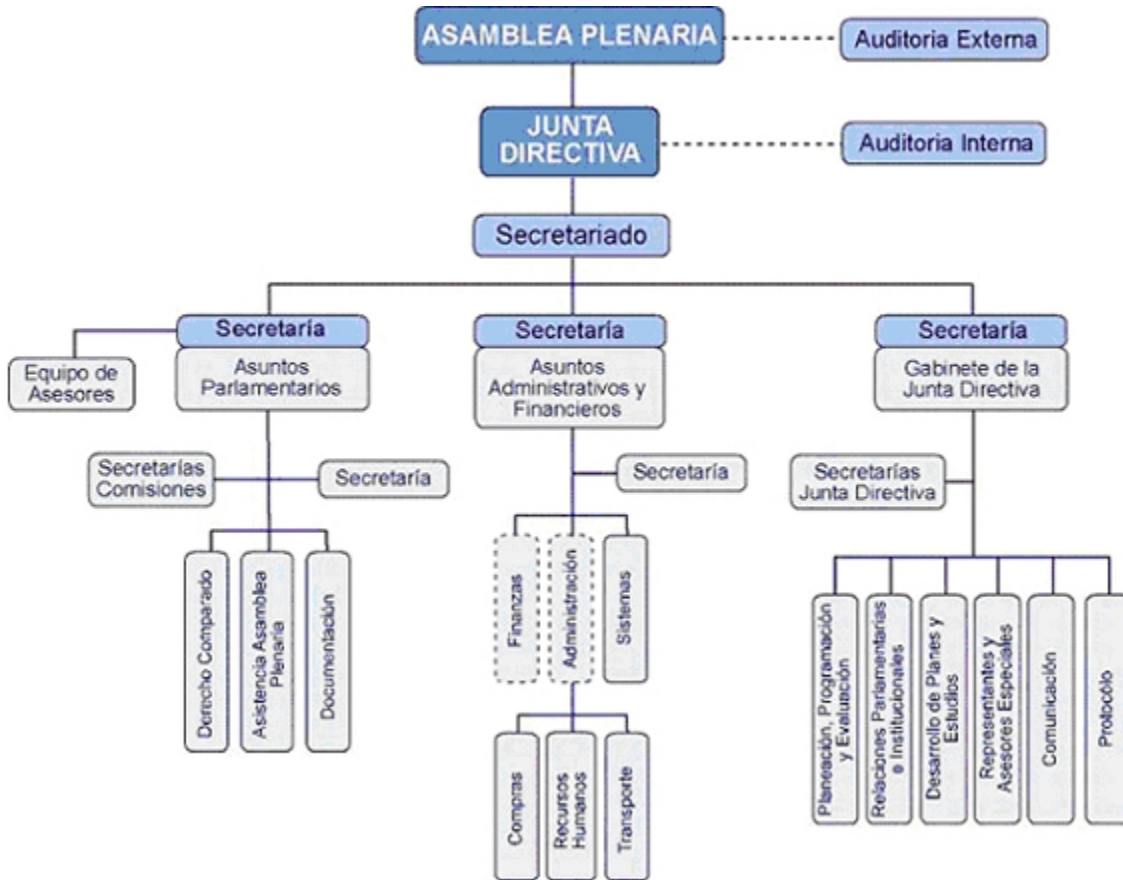 ASAMBLEA PLENARIA
Auditoria Externa
JUNTA
DIRECTIVA
Auditoría Interna
Secretariado
Secretaría
Secretaría
Secretaría
Equipo de
Asesores
Asuntos
Parlamentarios
Asuntos
Administrativos y
Financieros
Gabinete de la
Junta Directiva
Secretarías
Comisiones
Secretaría
Secretaría
Secretarías
Junta Directiva
Derecho Comparado
Asistencia Asamblea
Plenaria
Documentación
Finanzas
Administración
Sistemas
Compras
Recursos
Humanos
Transporte
Planeación, Programación
y Evaluación
Relaciones Parlamentarias
e Institucionales
Desarrollo de Planes y
Estudios
Representantes y
Asesores Especiales
Comunicación
Protocólo